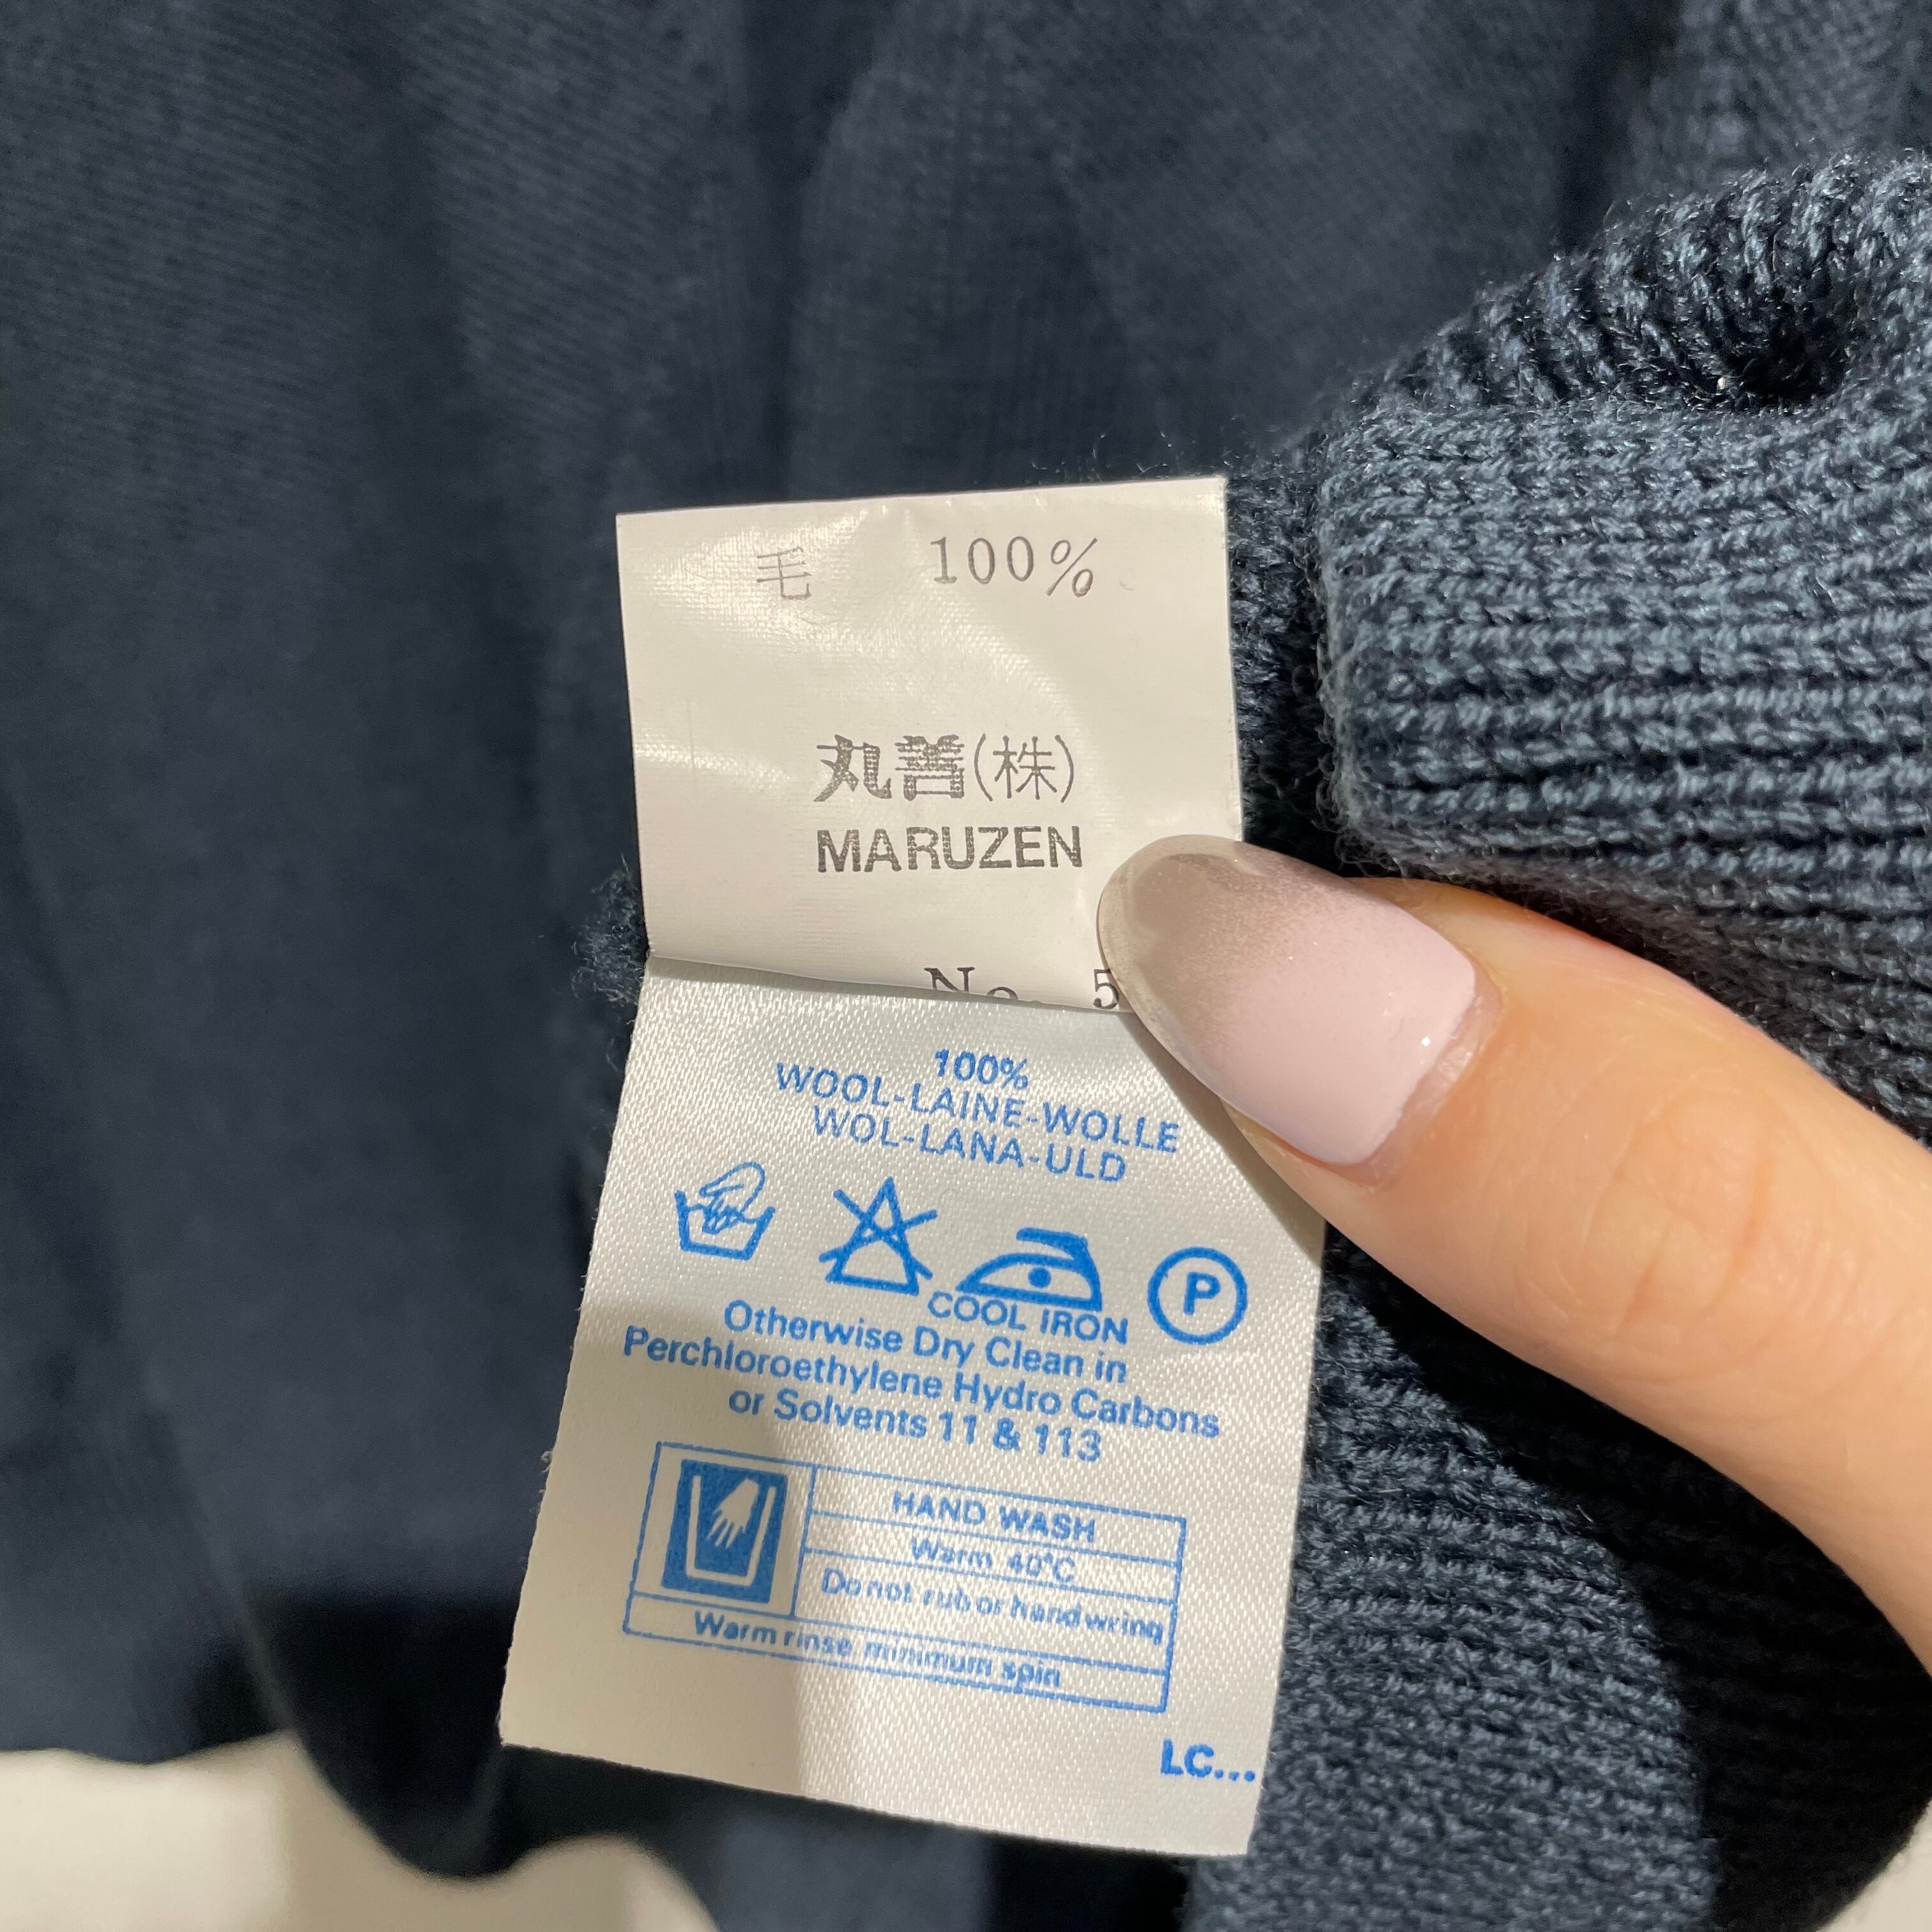 毛 100%
丸善(株)
MARUZEN
No. 5
100%
WOOL-LAINE-WOLLE
WOL-LANA-ULD
COOL IRON
P
Otherwise Dry Clean in
Perchloroethylene Hydro Carbons
or Solvents 11 & 113
HAND WASH
Warm 40°C
Do not rub or hand wring
Warm rinse minimum spin
LC...